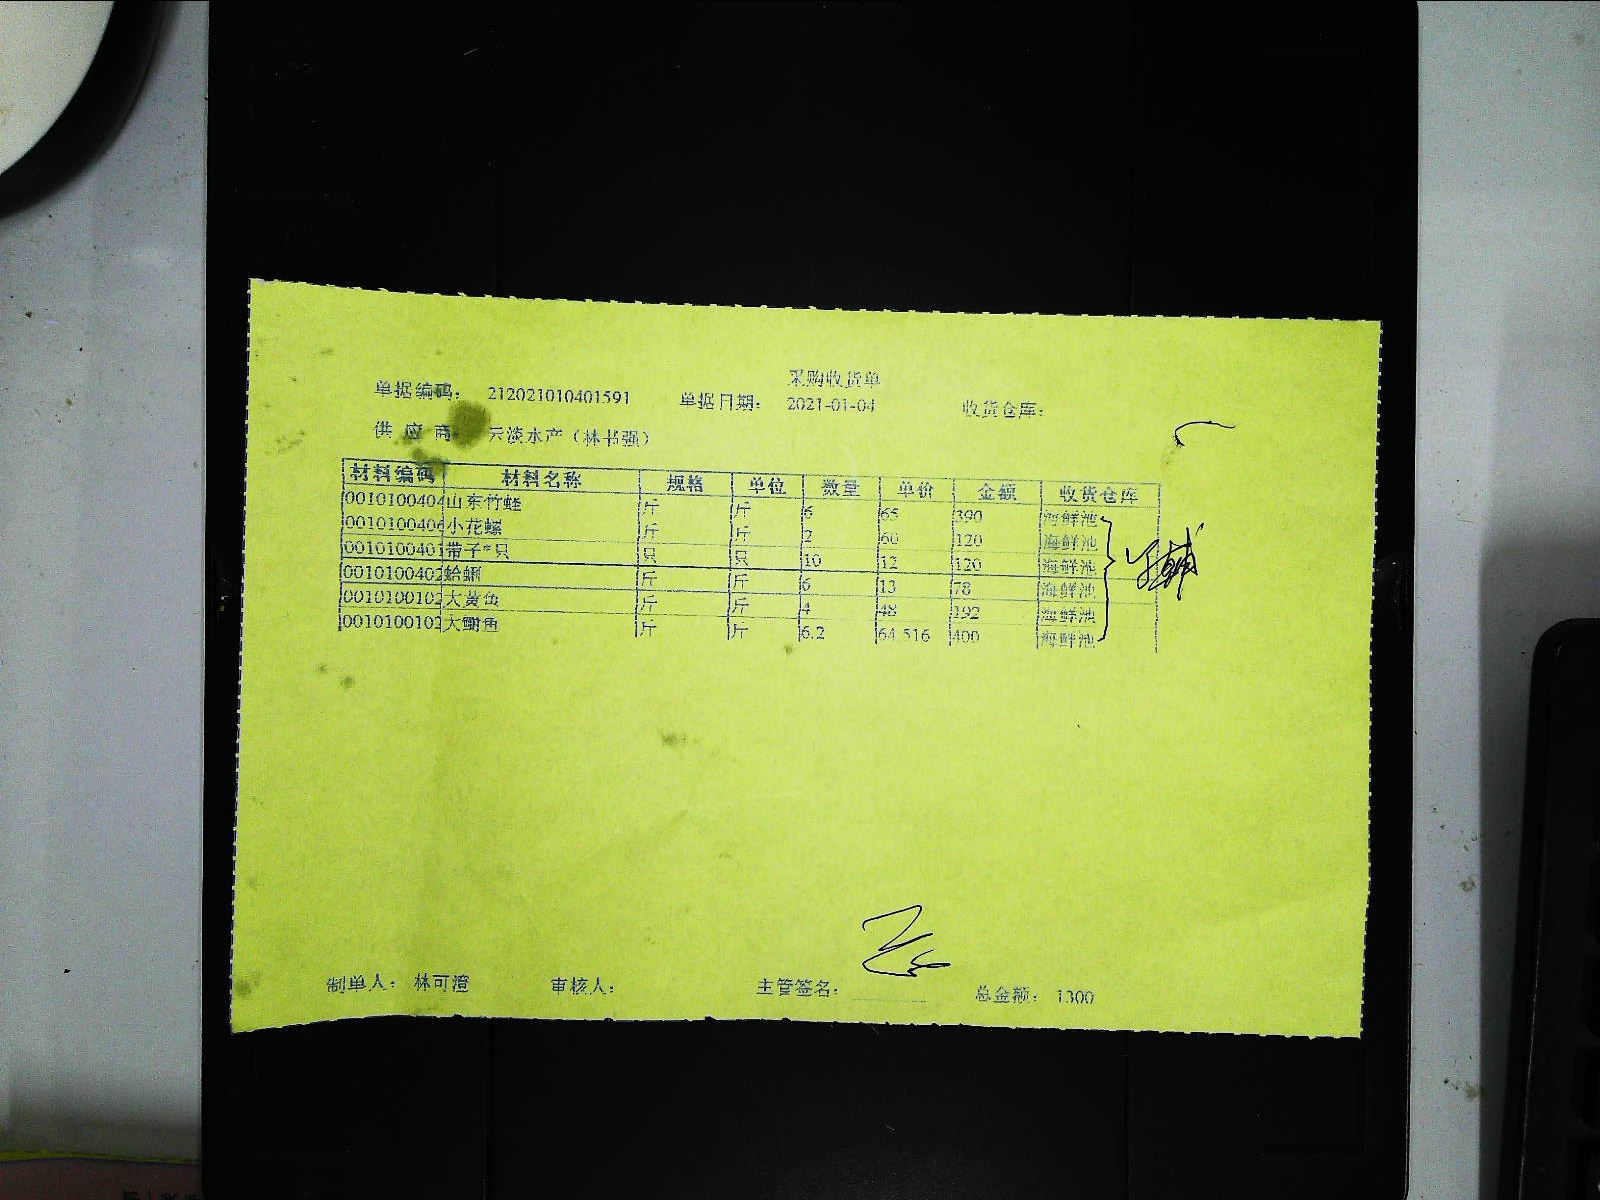 采购收货单
单据编码： 212021010401591 单据日期： 2021-01-04 收货仓库：
供 应 商 云淡水产（林书强）
材料编码 材料名称 规格 单位 数量 单价 金额 收货仓库
0010100404 山东竹蛏 斤 斤 6 65 390 海鲜池
0010100406 小花螺 斤 斤 2 60 120 海鲜池
0010100401 带子*只 只 只 10 12 120 海鲜池
0010100402 蛤蜊 斤 斤 6 13 78 海鲜池
0010100102 大黄鱼 斤 斤 4 48 192 海鲜池
0010100102 大鮸鱼 斤 斤 6.2 64.516 400 海鲜池
制单人： 林可澄 审核人： 主管签名： 总金额： 1300